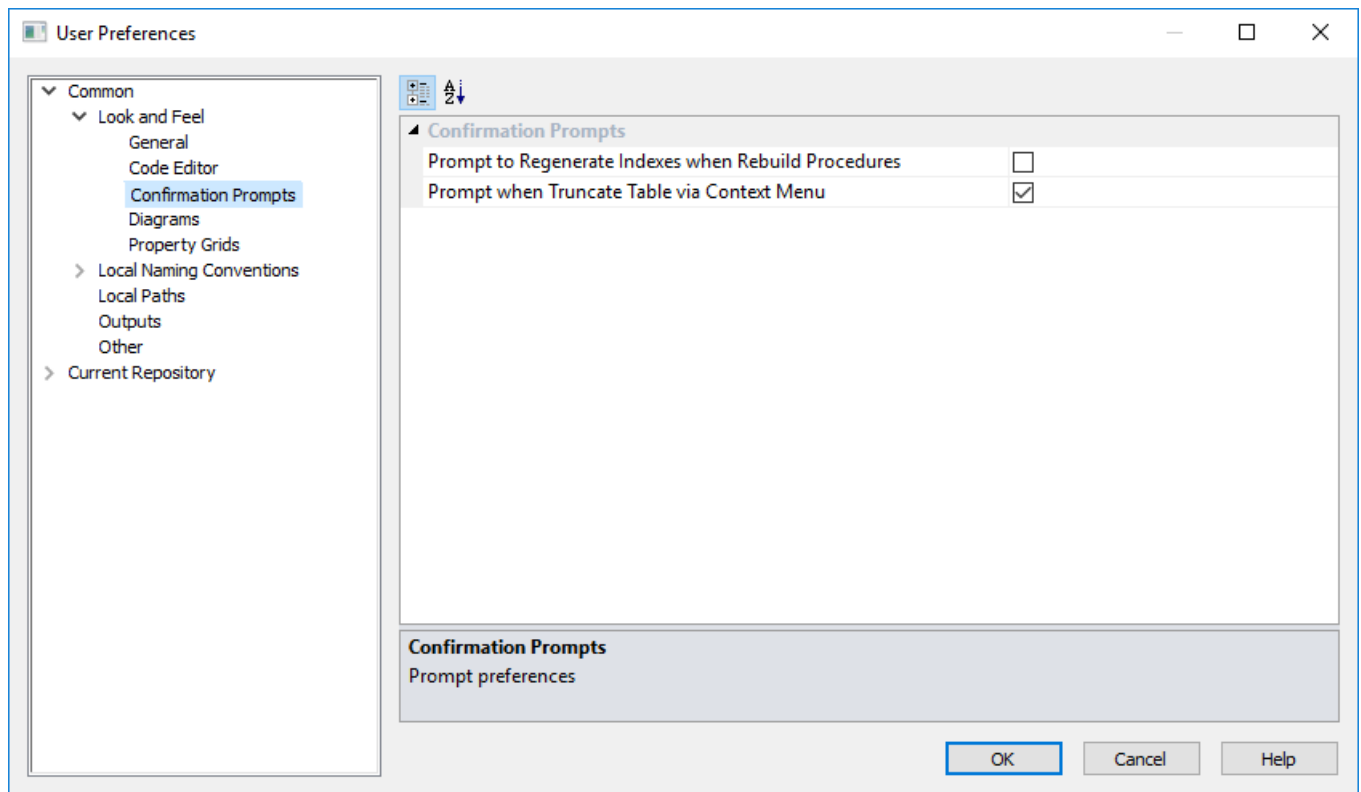 User Preferences
Common
Look and Feel
General
Code Editor
Confirmation Prompts
Diagrams
Property Grids
Local Naming Conventions
Local Paths
Outputs
Other
Current Repository
A
Z
Confirmation Prompts
Prompt to Regenerate Indexes when Rebuild Procedures
Prompt when Truncate Table via Context Menu
Confirmation Prompts
Prompt preferences
OK Cancel Help